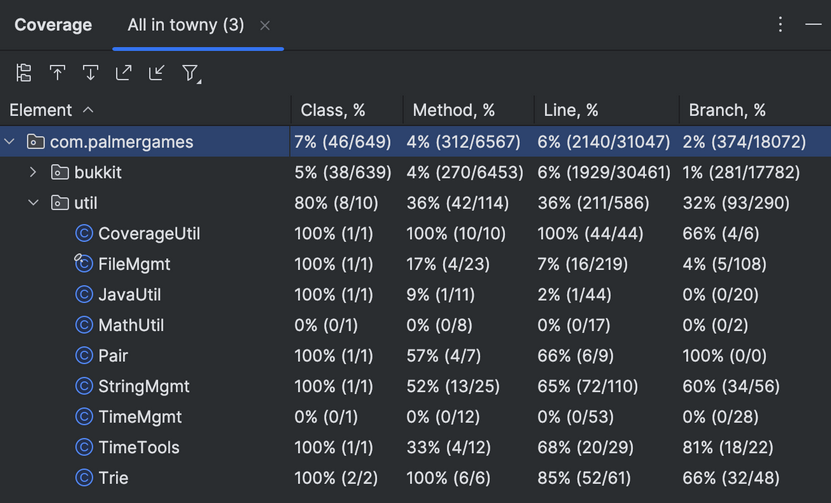 Coverage All in towny (3)
Element Class, % Method, % Line, % Branch, %
com.palmergames 7% (46/649) 4% (312/6567) 6% (2140/31047) 2% (374/18072)
bukkit 5% (38/639) 4% (270/6453) 6% (1929/30461) 1% (281/17782)
util 80% (8/10) 36% (42/114) 36% (211/586) 32% (93/290)
CoverageUtil 100% (1/1) 100% (10/10) 100% (44/44) 66% (4/6)
FileMgmt 100% (1/1) 17% (4/23) 7% (16/219) 4% (5/108)
JavaUtil 100% (1/1) 9% (1/11) 2% (1/44) 0% (0/20)
MathUtil 0% (0/1) 0% (0/8) 0% (0/17) 0% (0/2)
Pair 100% (1/1) 57% (4/7) 66% (6/9) 100% (0/0)
StringMgmt 100% (1/1) 52% (13/25) 65% (72/110) 60% (34/56)
TimeMgmt 0% (0/1) 0% (0/12) 0% (0/53) 0% (0/28)
TimeTools 100% (1/1) 33% (4/12) 68% (20/29) 81% (18/22)
Trie 100% (2/2) 100% (6/6) 85% (52/61) 66% (32/48)